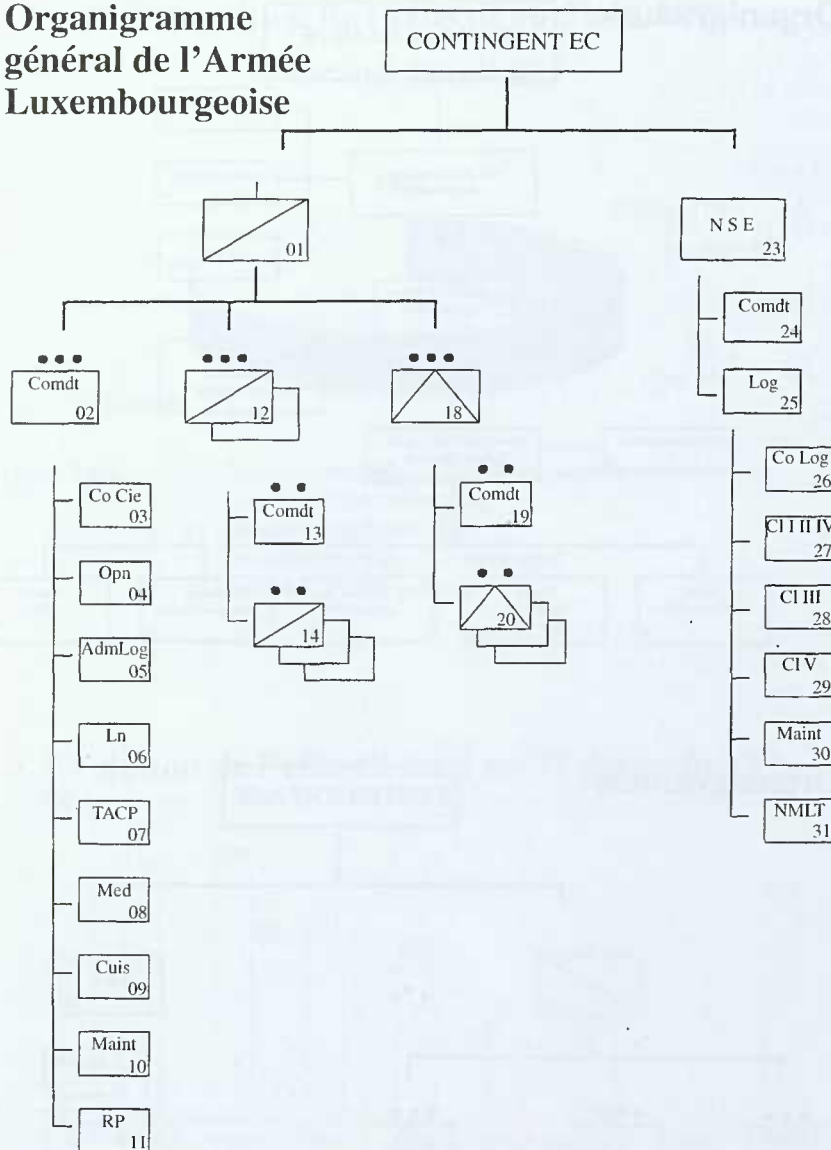 Organigramme
général de l'Armée
Luxembourgeoise
CONTINGENT EC
01
N S E
23
Comdt
24
Log
25
Comdt
02
12
18
Co Cie
03
Opn
04
AdmLog
05
Ln
06
TACP
07
Med
08
Cuis
09
Maint
10
RP
11
Comdt
13
14
Comdt
19
20
Co Log
26
Cl I II IV
27
Cl III
28
Cl V
29
Maint
30
NMLT
31